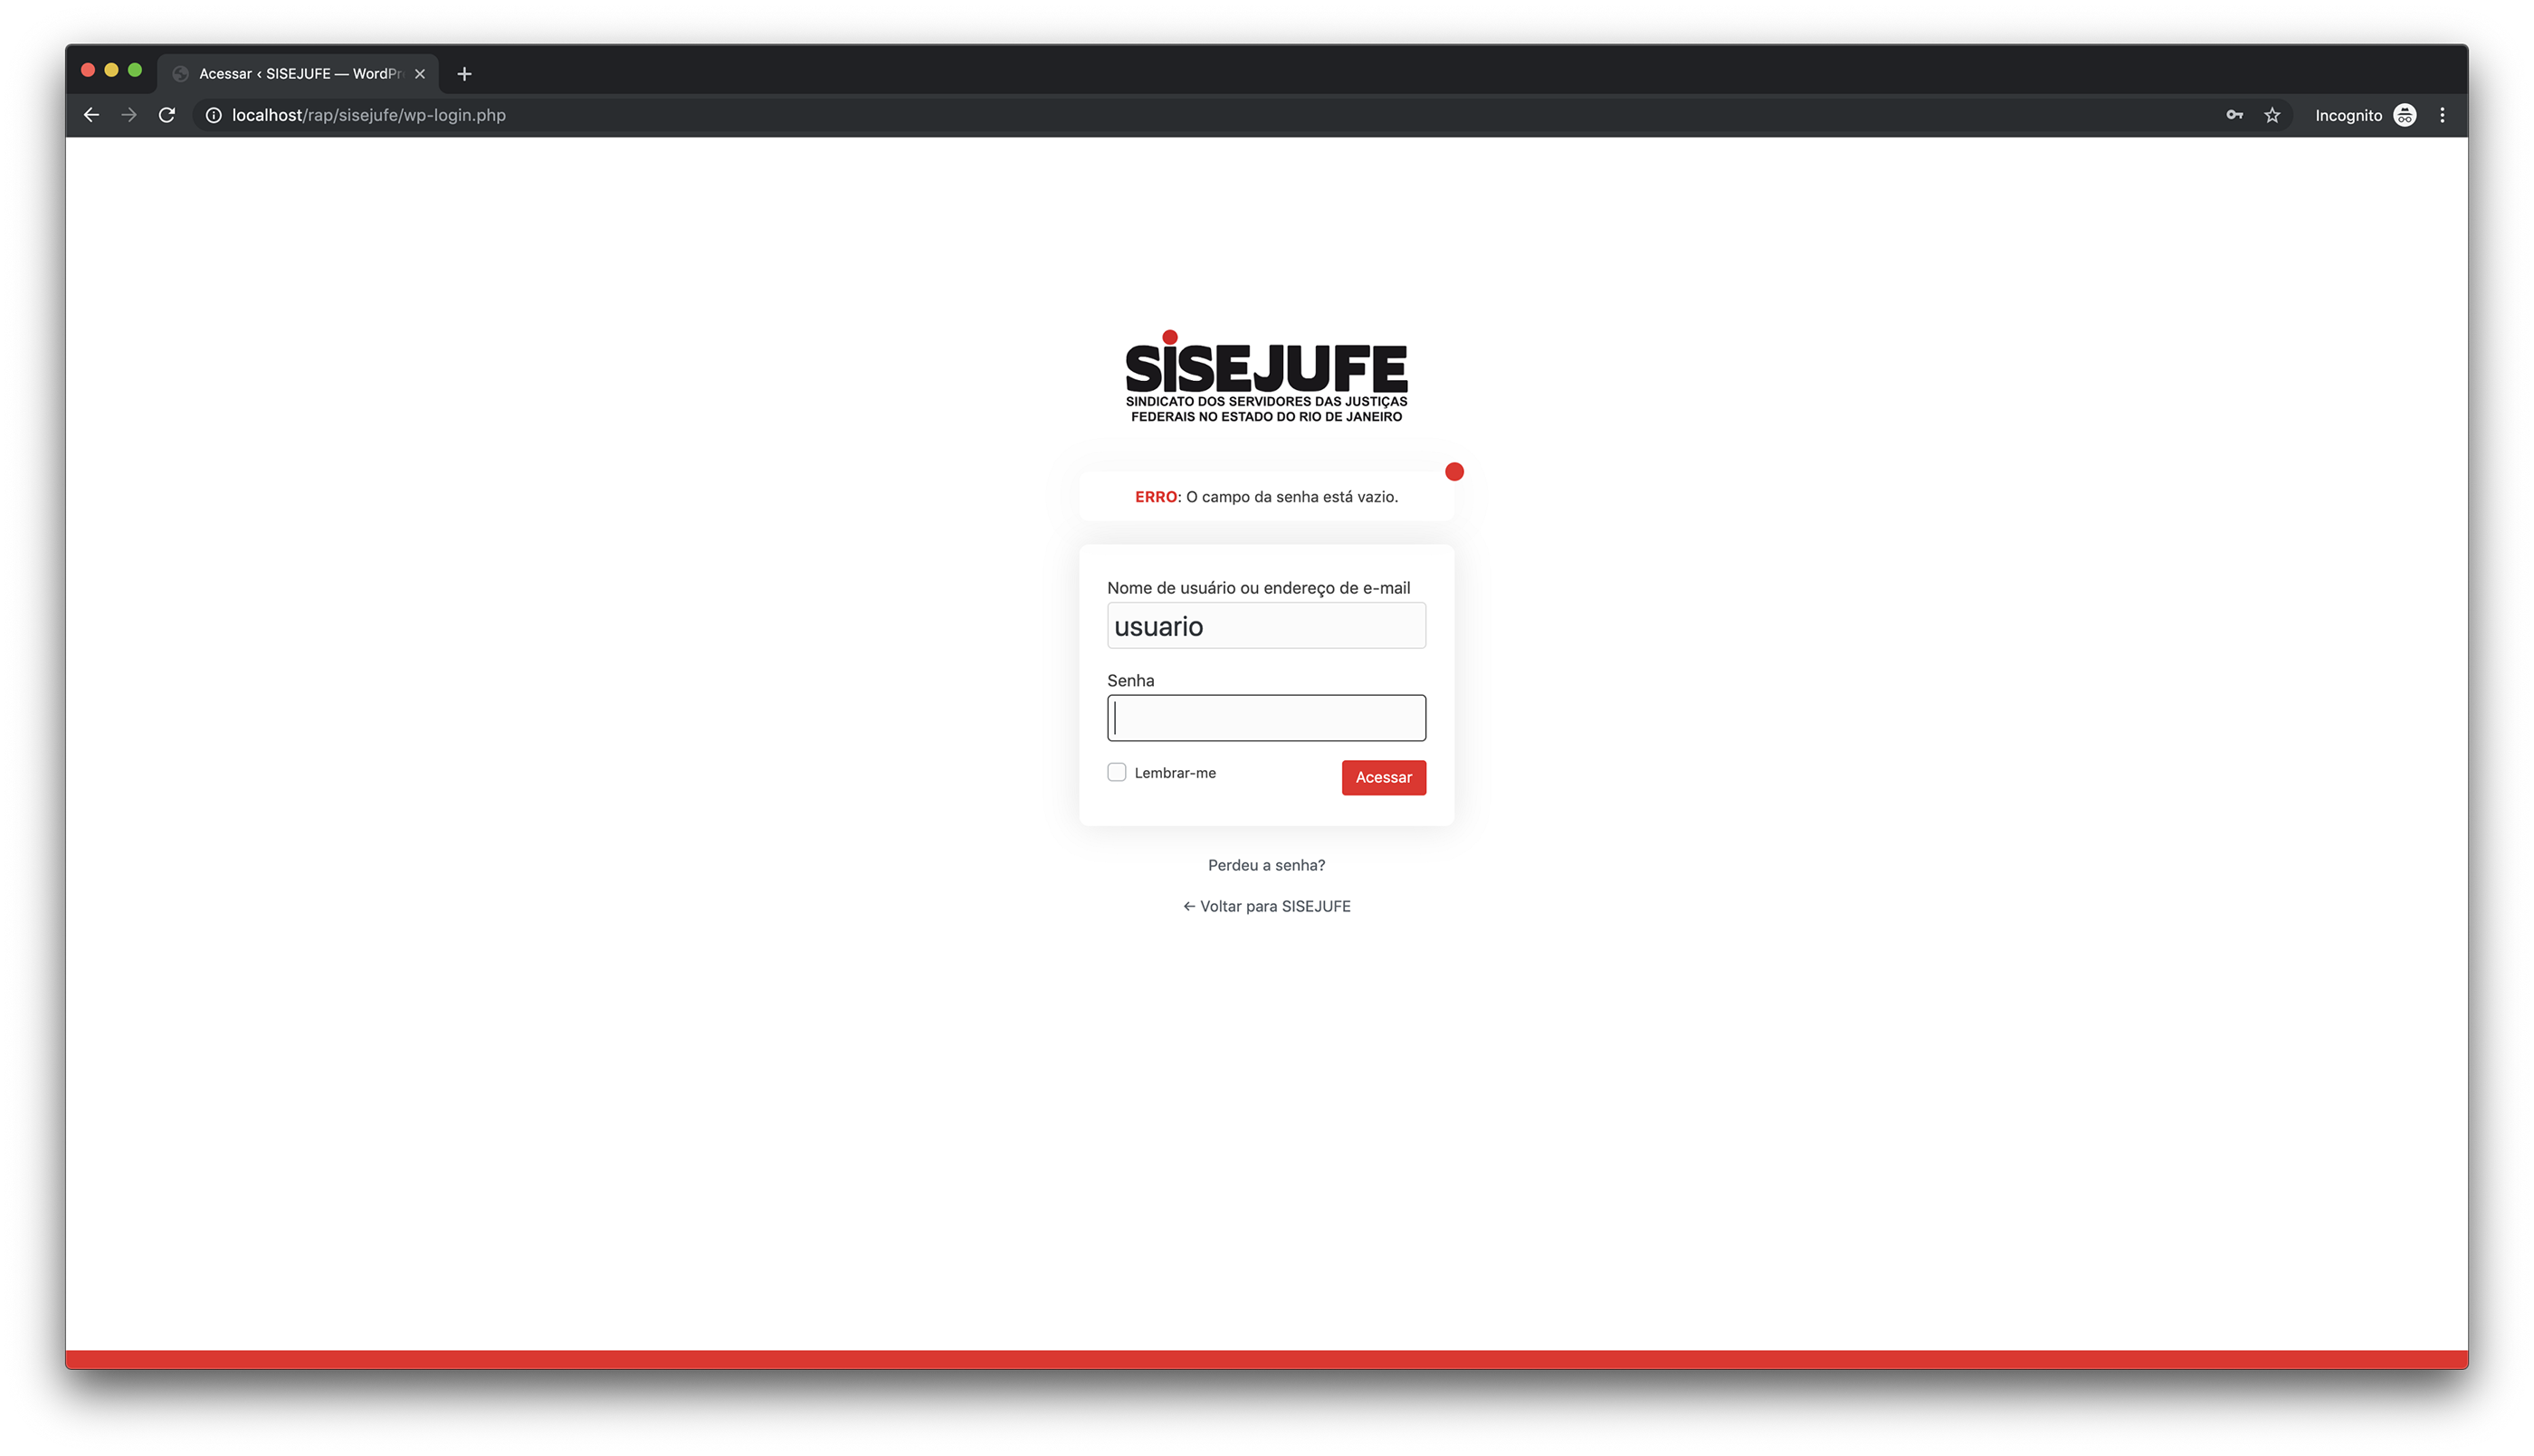 Acessar ‹ SISEJUFE — WordPr
localhost/rap/sisejufe/wp-login.php
Incognito
SISEJUFE
SINDICATO DOS SERVIDORES DAS JUSTIÇAS
FEDERAIS NO ESTADO DO RIO DE JANEIRO
ERRO: O campo da senha está vazio.
Nome de usuário ou endereço de e-mail
usuario
Senha
Lembrar-me
Acessar
Perdeu a senha?
← Voltar para SISEJUFE